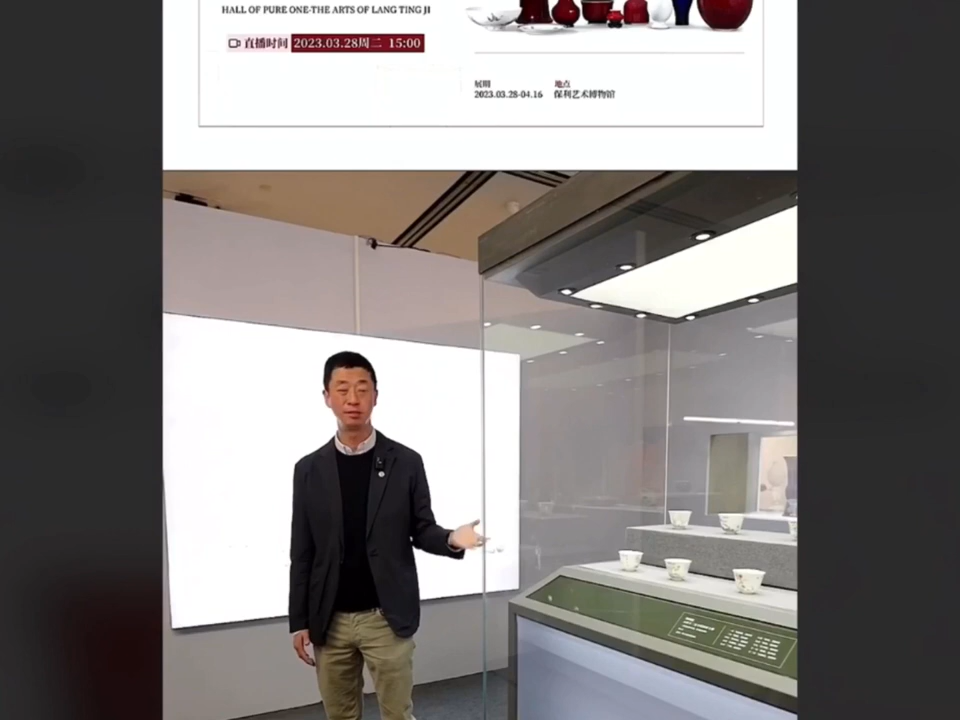 HALL OF PURE ONE-THE ARTS OF LANG TING JI
直播时间 2023.03.28周二 15:00
展期 地点
2023.03.28-04.16 保利艺术博物馆